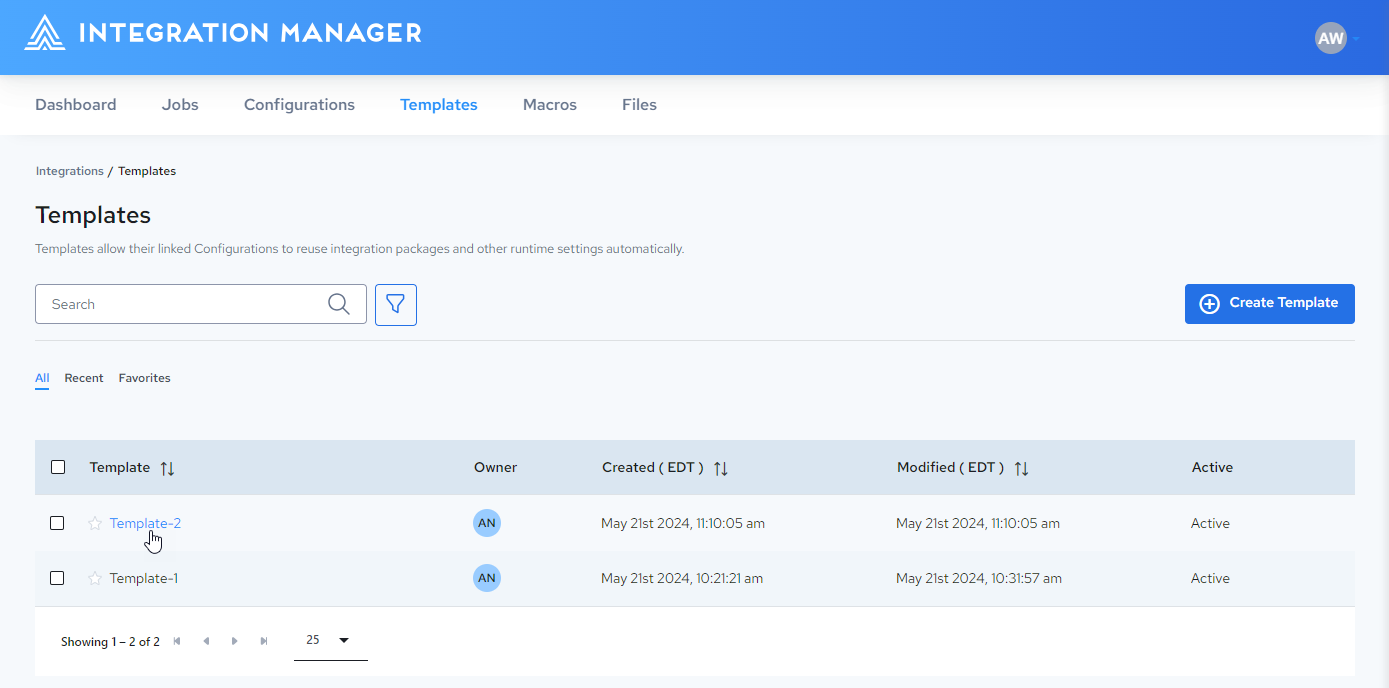 INTEGRATION MANAGER
AW
Dashboard Jobs Configurations Templates Macros Files
Integrations / Templates
Templates
Templates allow their linked Configurations to reuse integration packages and other runtime settings automatically.
Search
Create Template
All Recent Favorites
Template Owner Created ( EDT ) Modified ( EDT ) Active
Template-2 AN May 21st 2024, 11:10:05 am May 21st 2024, 11:10:05 am Active
Template-1 AN May 21st 2024, 10:21:21 am May 21st 2024, 10:31:57 am Active
Showing 1 – 2 of 2 25